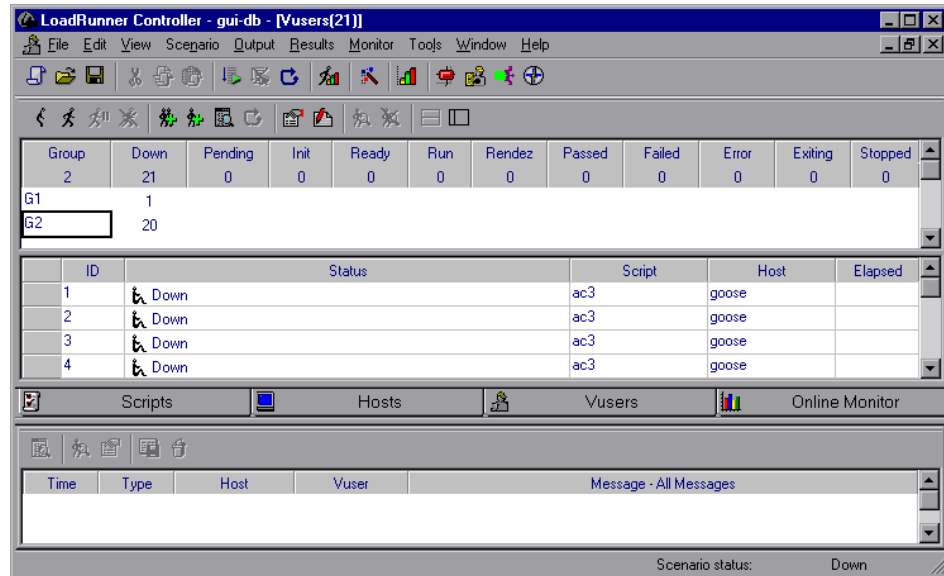 LoadRunner Controller - gui-db - [Vusers(21)]
File Edit View Scenario Output Results Monitor Tools Window Help
Group Down Pending Init Ready Run Rendez Passed Failed Error Exiting Stopped
2 21 0 0 0 0 0 0 0 0 0 0
G1 1
G2 20
ID Status Script Host Elapsed
1 Down ac3 goose
2 Down ac3 goose
3 Down ac3 goose
4 Down ac3 goose
Scripts Hosts Vusers Online Monitor
Time Type Host Vuser Message - All Messages
Scenario status: Down